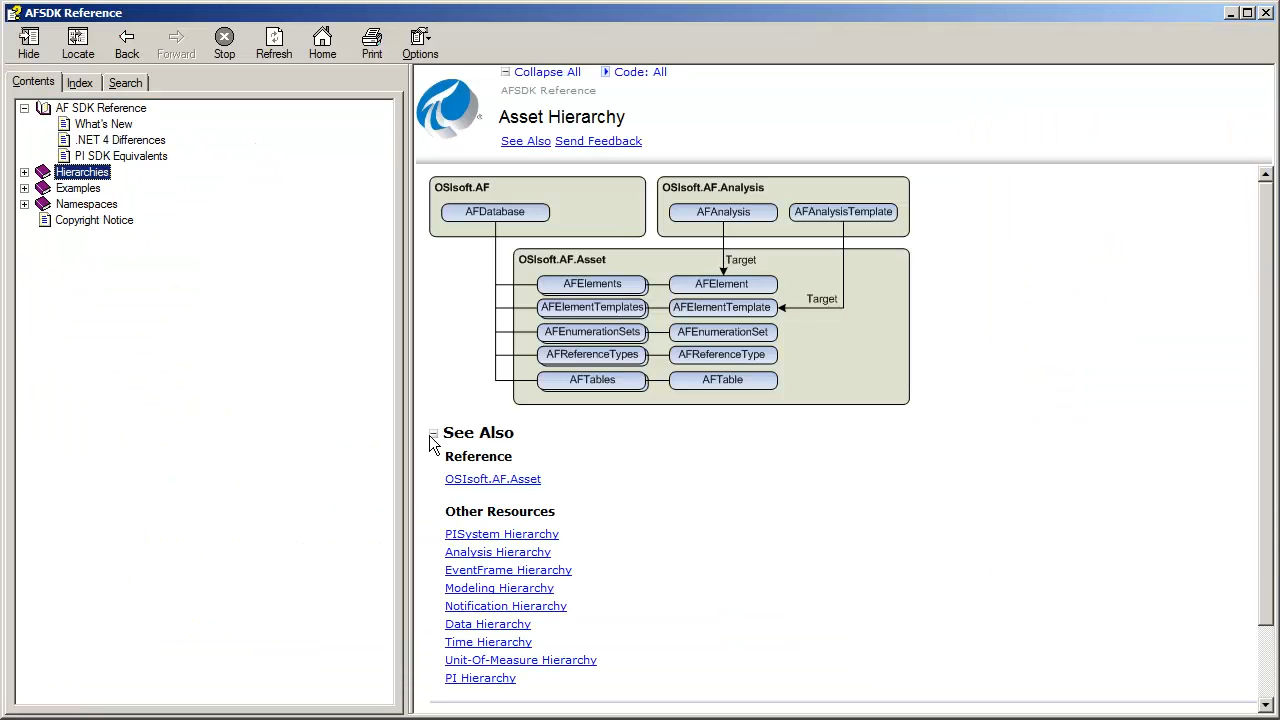 AFSDK Reference
Hide Locate Back Forward Stop Refresh Home Print Options
Contents Index Search
AF SDK Reference
What's New
.NET 4 Differences
PI SDK Equivalents
Hierarchies
Examples
Namespaces
Copyright Notice
Collapse All Code: All
AFSDK Reference
Asset Hierarchy
See Also Send Feedback
OSIsoft.AF OSIsoft.AF.Analysis
AFDatabase AFAnalysis AFAnalysisTemplate
OSIsoft.AF.Asset Target
AFElements AFElement
Target
AFElementTemplates AFElementTemplate
AFEnumerationSets AFEnumerationSet
AFReferenceTypes AFReferenceType
AFTables AFTable
See Also
Reference
OSIsoft.AF.Asset
Other Resources
PISystem Hierarchy
Analysis Hierarchy
EventFrame Hierarchy
Modeling Hierarchy
Notification Hierarchy
Data Hierarchy
Time Hierarchy
Unit-Of-Measure Hierarchy
PI Hierarchy